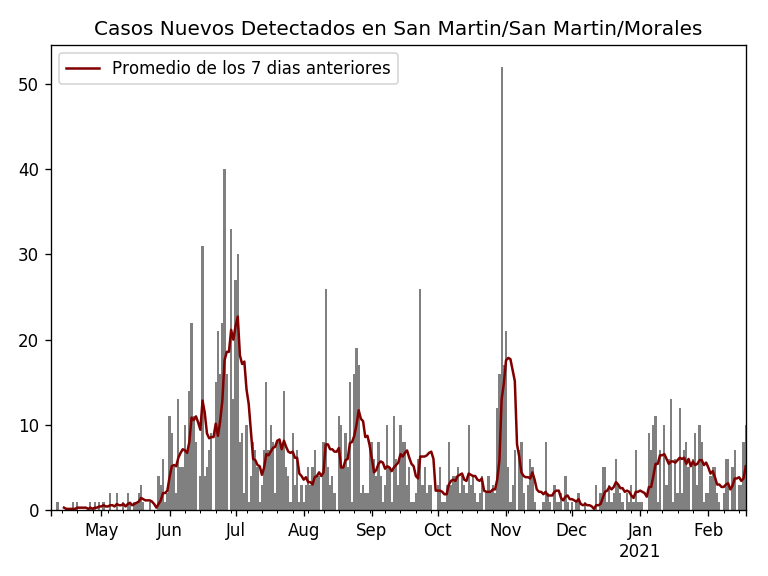 Casos Nuevos Detectados en San Martin/San Martin/Morales
Promedio de los 7 dias anteriores
50
40
30
20
10
0
May Jun Jul Aug Sep Oct Nov Dec Jan Feb
2021